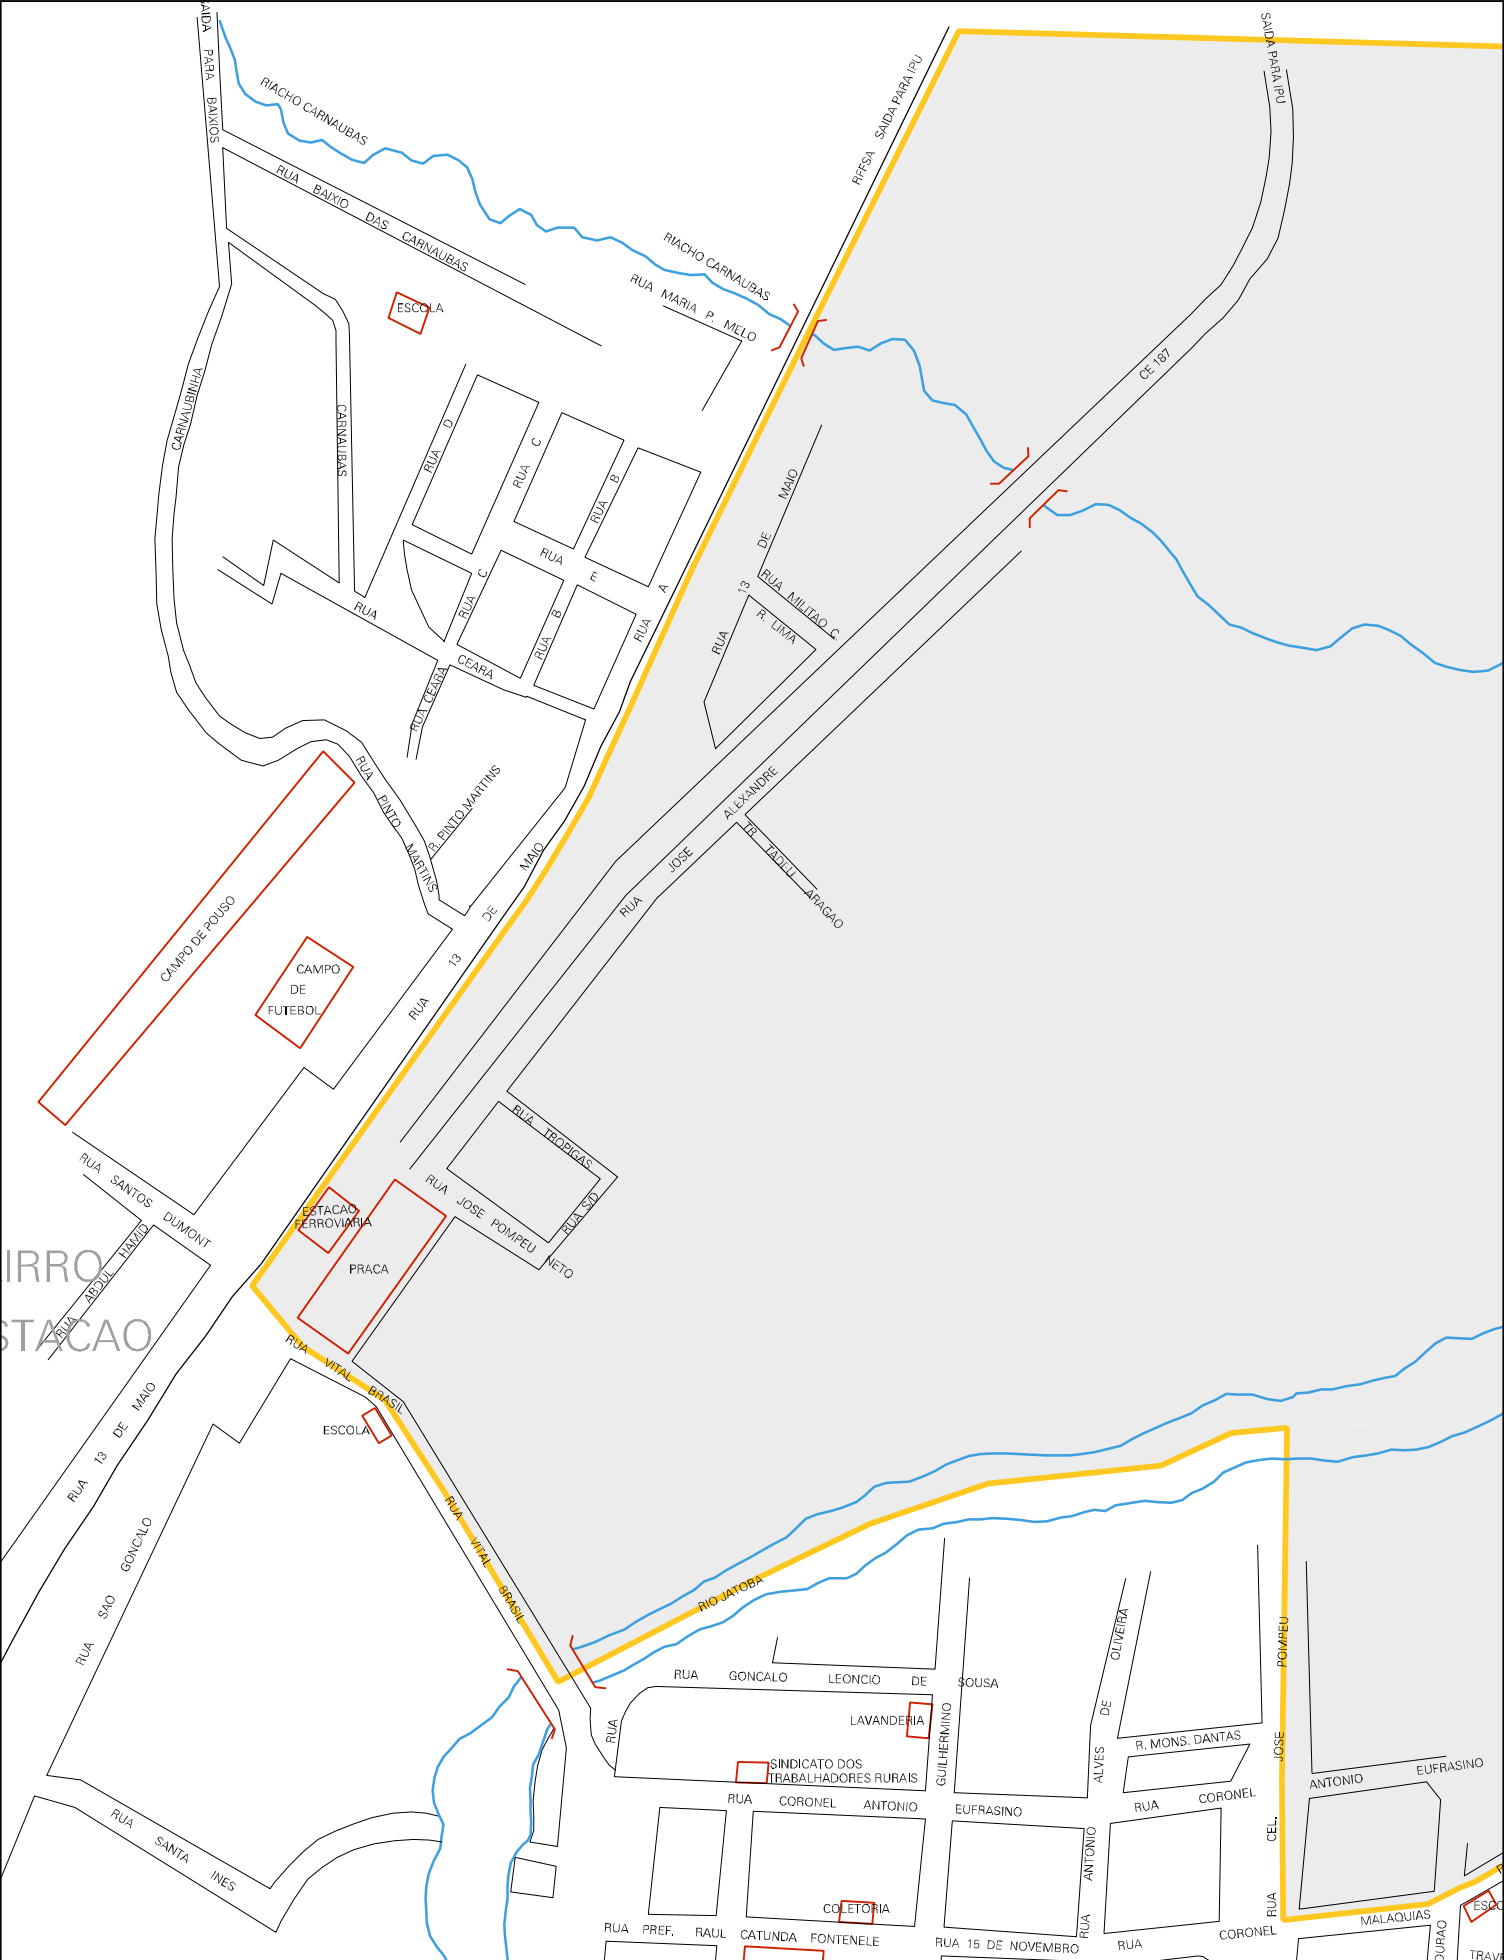 SAIDA PARA BAIXIOS
RIACHO CARNAUBAS
RUA BAIXIO DAS CARNAUBAS
RIACHO CARNAUBAS
RUA MARIA P. MELO
RFFSA SAIDA PARA IPU
SAIDA PARA IPU
ESCOLA
CARNAUBINHA
CARNAUBAS
CE 187
RUA D
RUA C
RUA B
RUA E
RUA A
RUA C
RUA B
RUA CEARA
RUA CEARA
RUA 13 DE MAIO
RUA MILITAO C.
R. LIMA
RUA PINTO MARTINS
R. PINTO MARTINS
RUA 13 DE MAIO
RUA JOSE ALEXANDRE
TR TADEU ARAGAO
CAMPO DE POUSO
CAMPO
DE
FUTEBOL
RUA TROPIGAS
RUA S/D
RUA JOSE POMPEU NETO
RUA SANTOS DUMONT
RUA ABDUL HAMID
ESTACAO
FERROVIARIA
PRACA
IRRO
STACAO
RUA VITAL BRASIL
ESCOLA
RUA 13 DE MAIO
RUA SAO GONCALO
RUA VITAL BRASIL
RIO JATOBA
RUA GONCALO LEONCIO DE SOUSA
LAVANDERIA
RUA
GUILHERMINO
SINDICATO DOS
TRABALHADORES RURAIS
RUA ANTONIO ALVES DE OLIVEIRA
R. MONS. DANTAS
RUA CEL. JOSE POMPEU
RUA CORONEL ANTONIO EUFRASINO
RUA CORONEL ANTONIO EUFRASINO
RUA SANTA INES
COLETORIA
RUA PREF. RAUL CATUNDA FONTENELE
RUA 15 DE NOVEMBRO
RUA CORONEL MALAQUIAS
ESCO
OURAO
TRAV